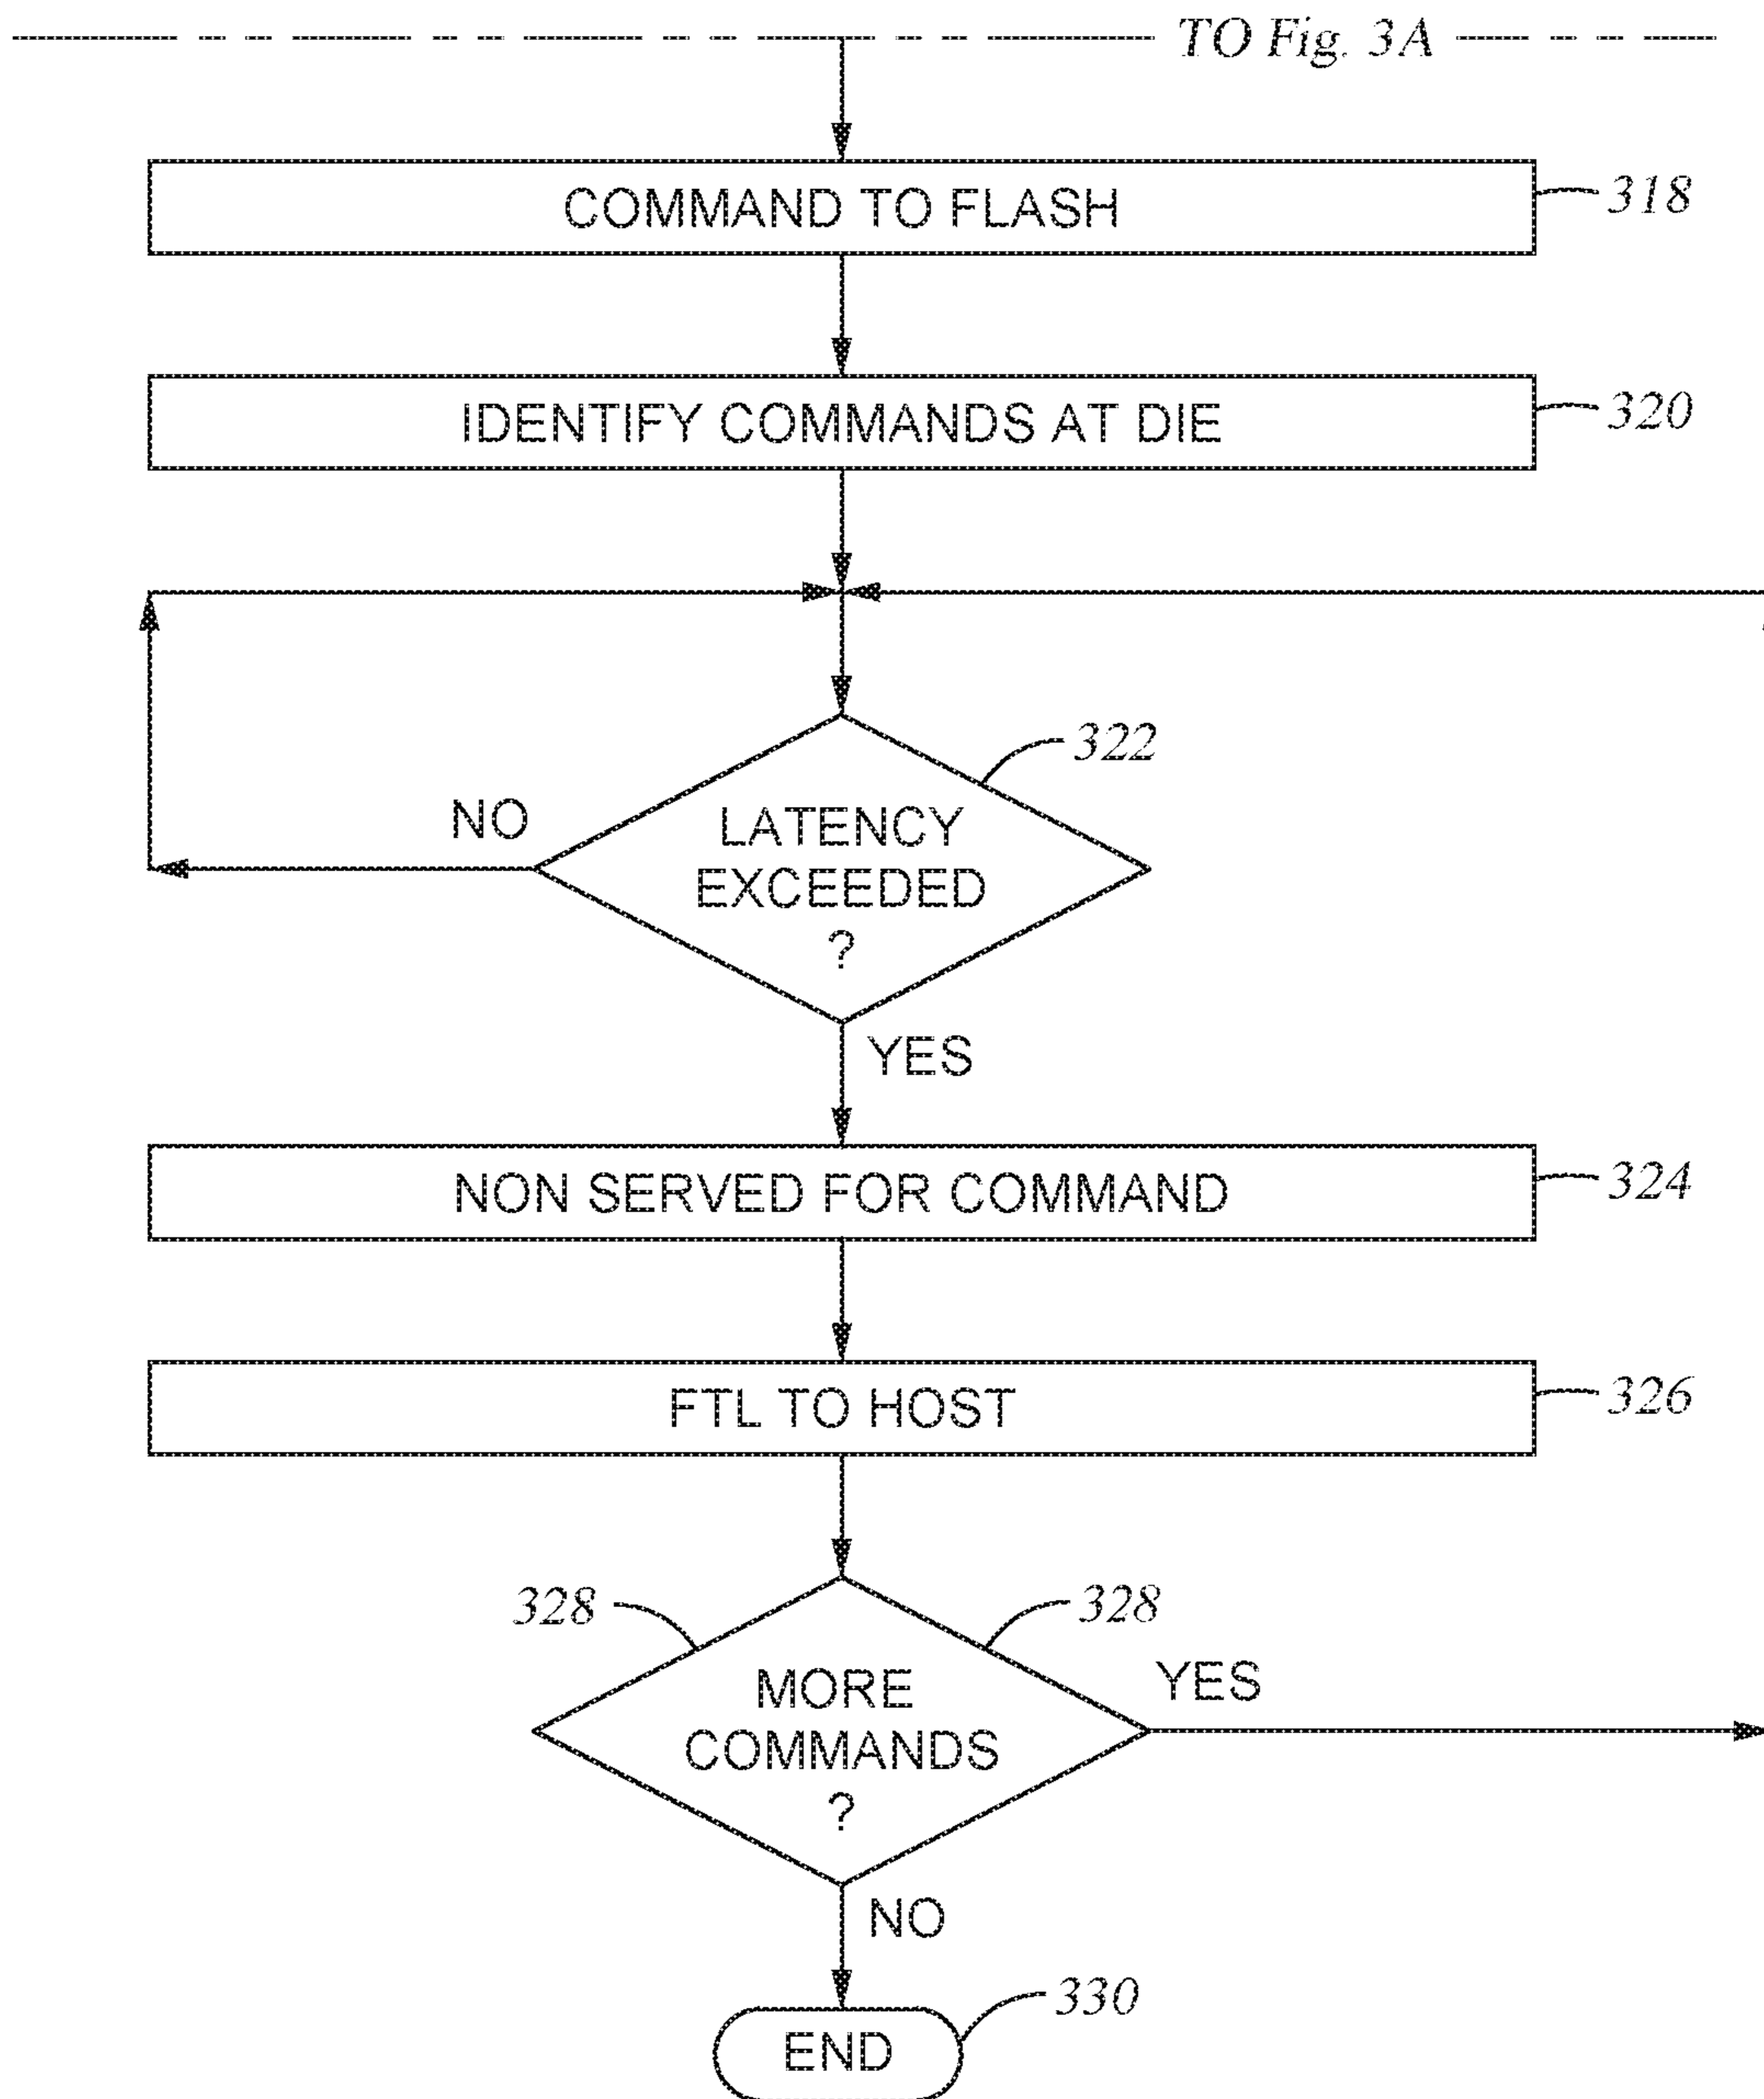 TO Fig. 3A
COMMAND TO FLASH
318
IDENTIFY COMMANDS AT DIE
320
322
NO
LATENCY
EXCEEDED
?
YES
NON SERVED FOR COMMAND
324
FTL TO HOST
326
328
328
MORE
COMMANDS
?
YES
NO
330
END